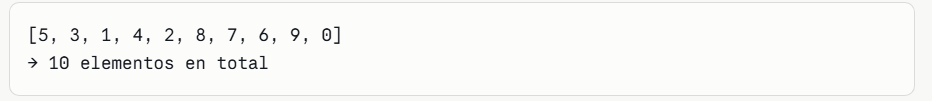 [5, 3, 1, 4, 2, 8, 7, 6, 9, 0]
→ 10 elementos en total